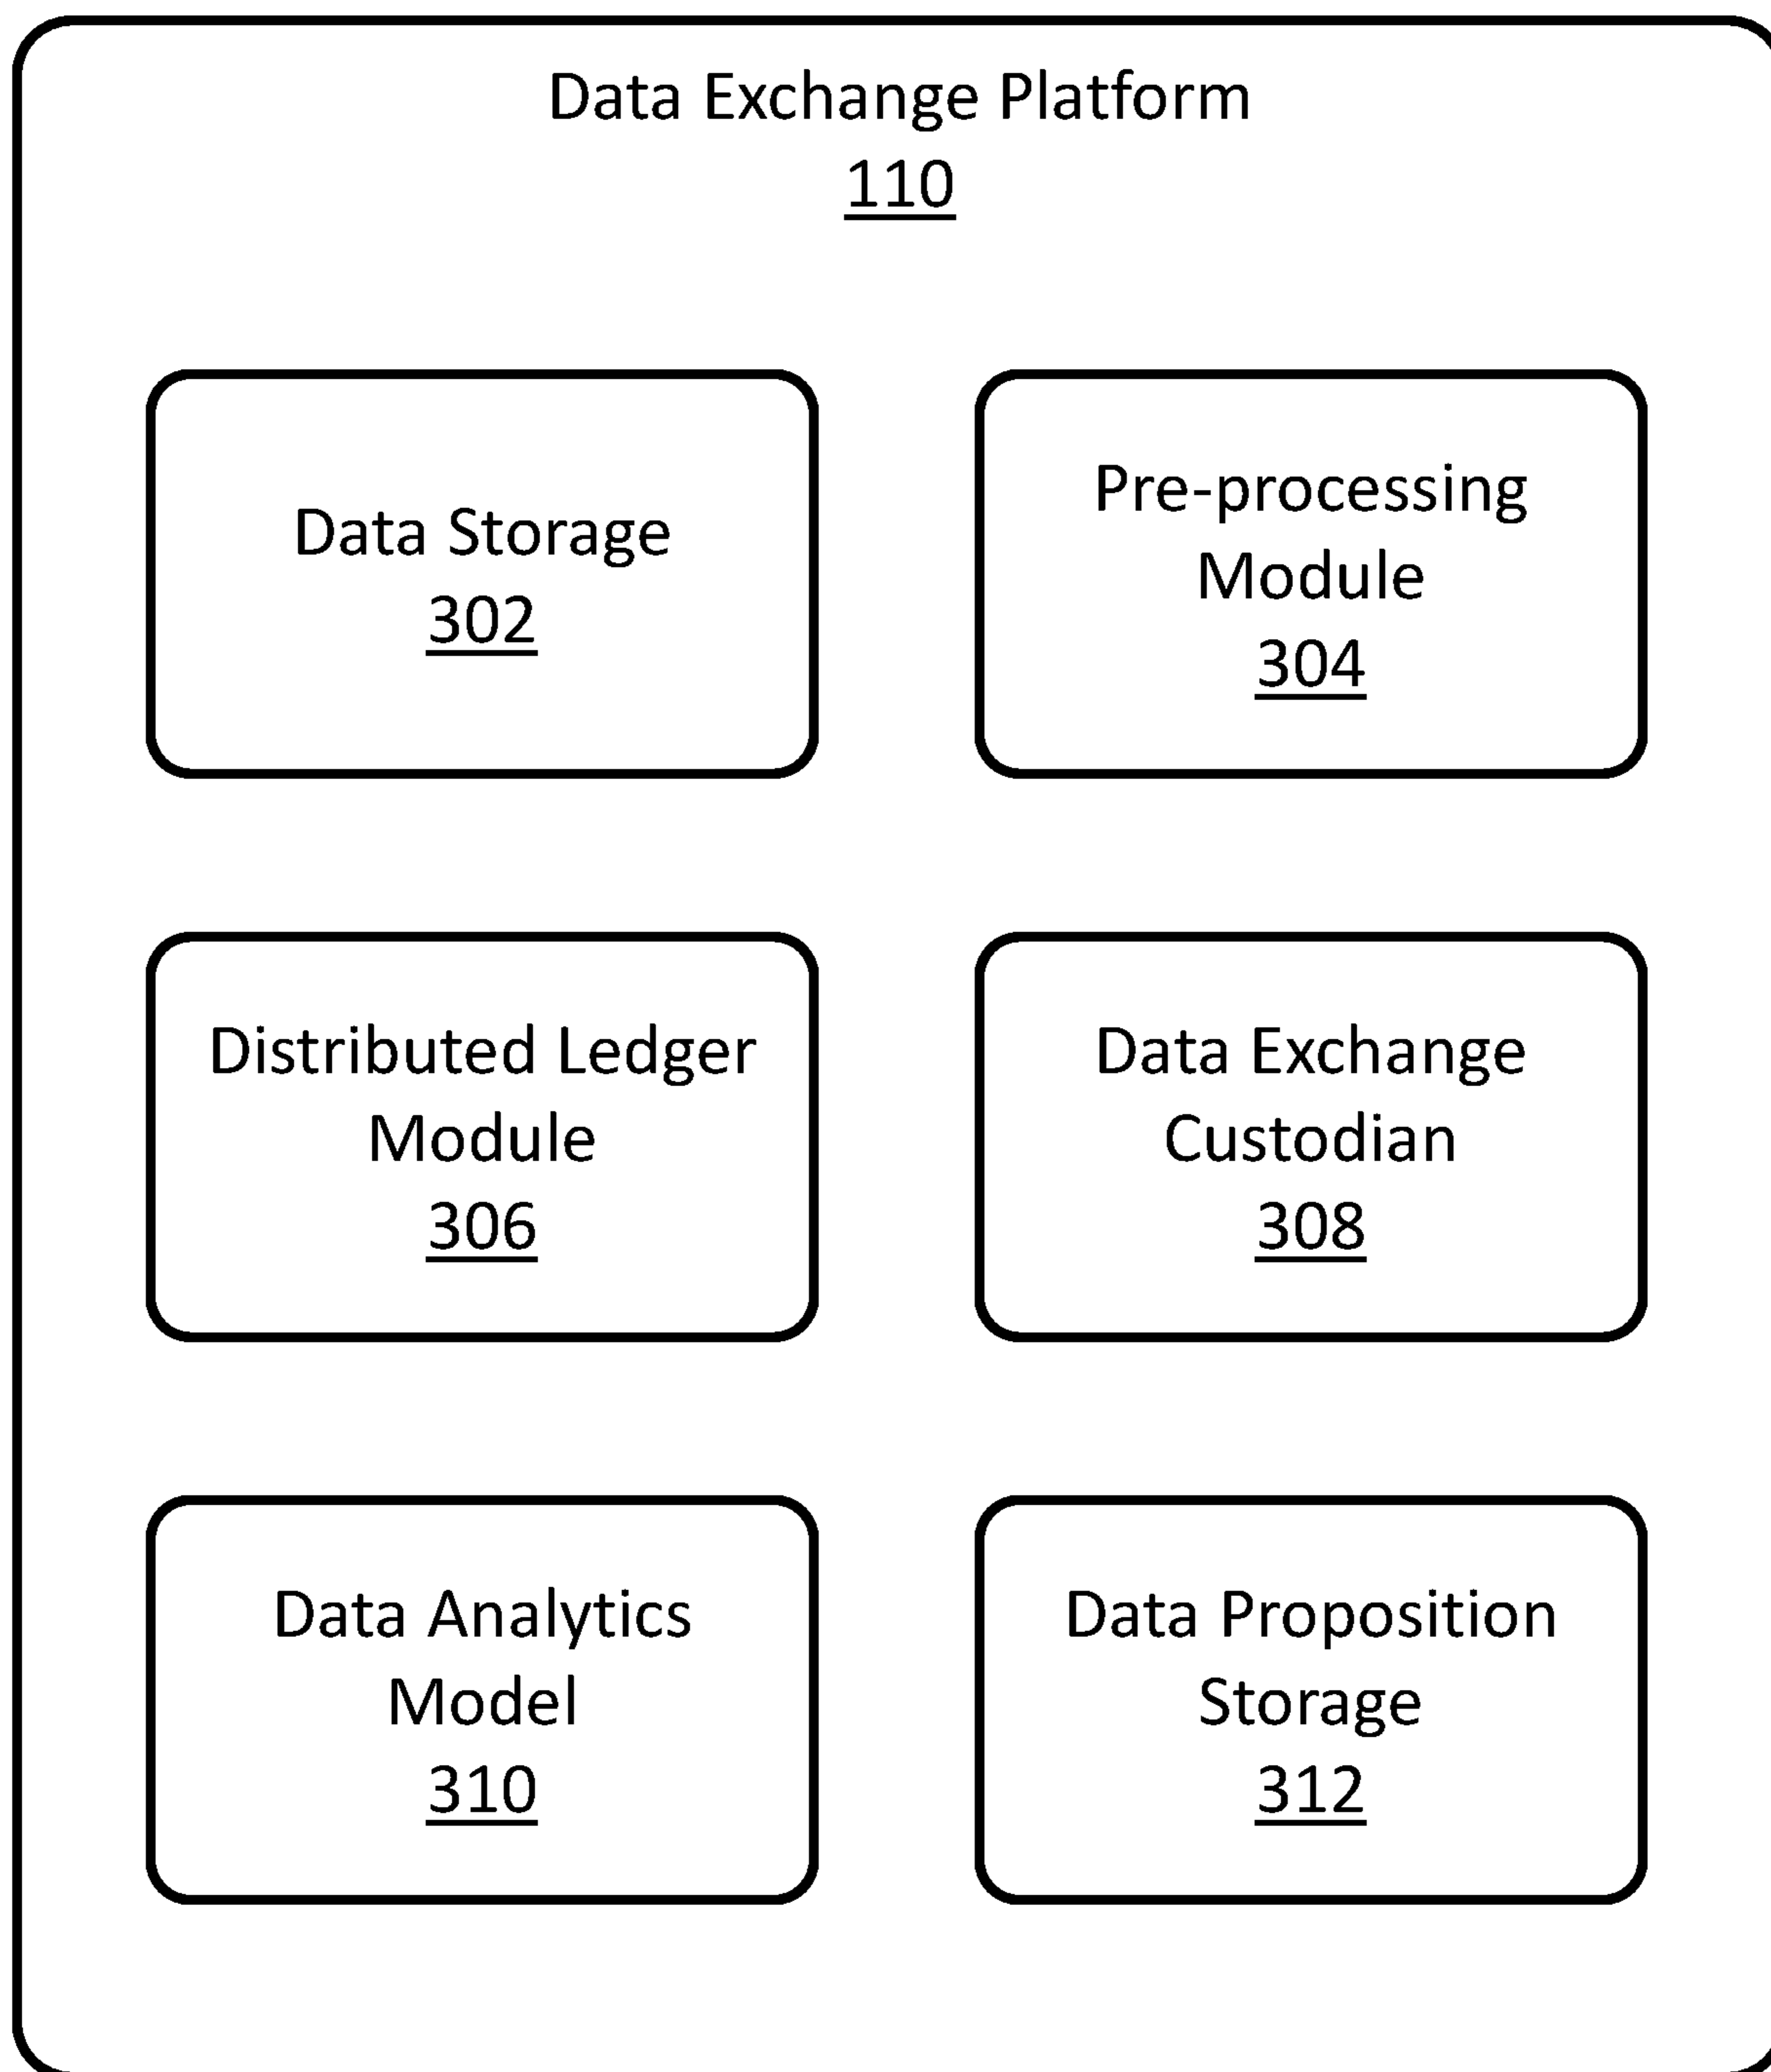 Data Exchange Platform
110
Data Storage
302
Pre-processing
Module
304
Distributed Ledger
Module
306
Data Exchange
Custodian
308
Data Analytics
Model
310
Data Proposition
Storage
312